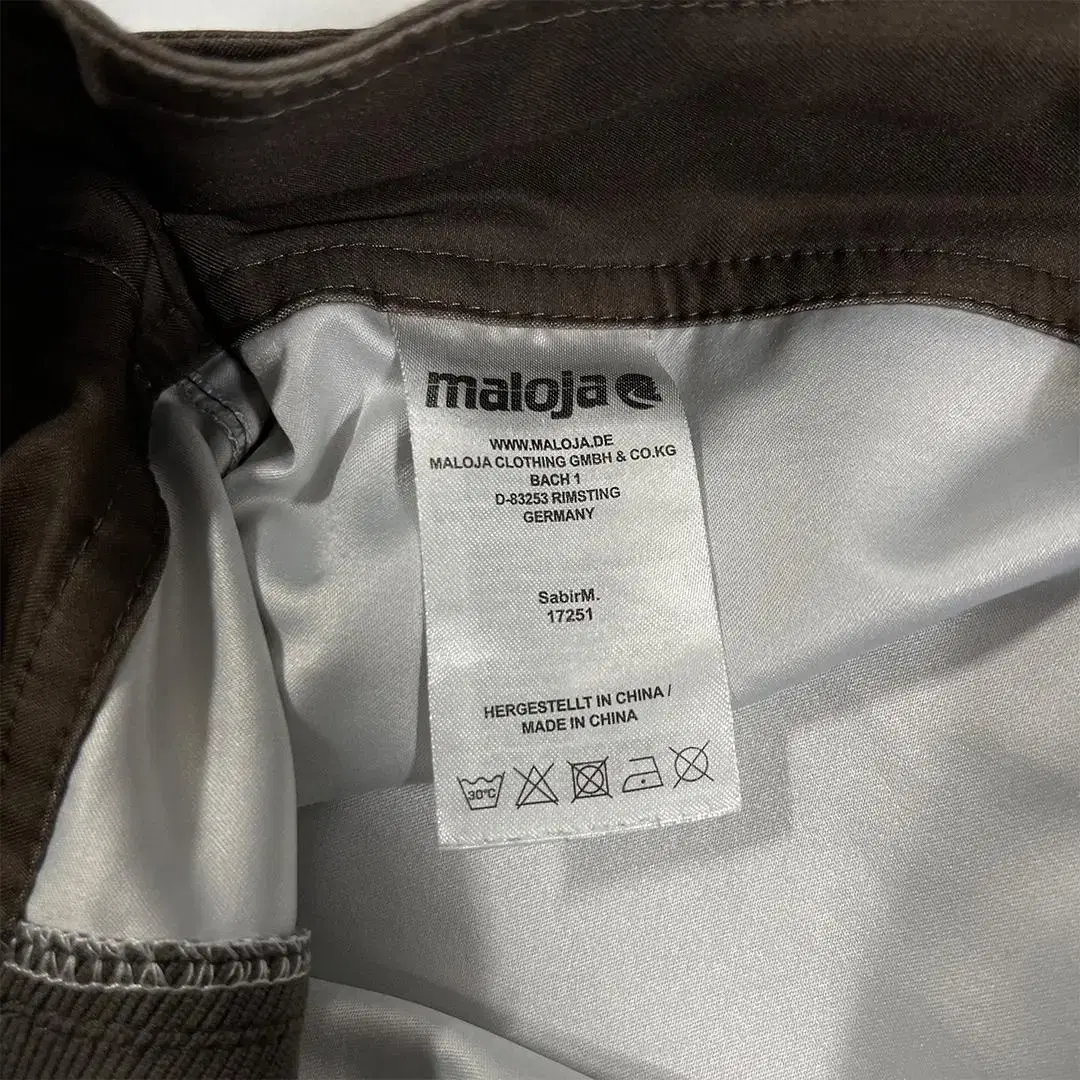 maloja
WWW.MALOJA.DE
MALOJA CLOTHING GMBH & CO.KG
BACH 1
D-83253 RIMSTING
GERMANY
SabirM.
17251
HERGESTELLT IN CHINA /
MADE IN CHINA
30°C